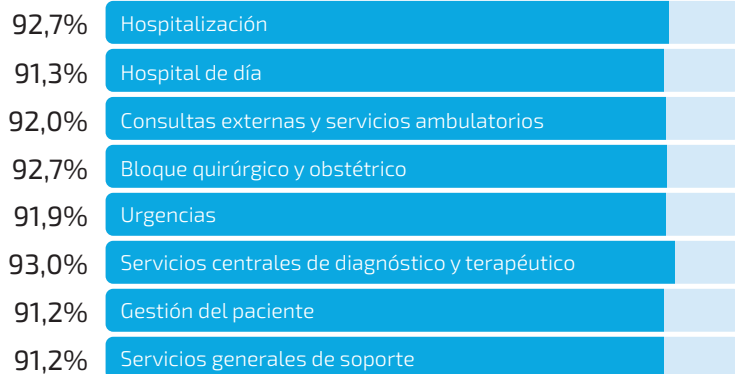 92,7% Hospitalización
91,3% Hospital de día
92,0% Consultas externas y servicios ambulatorios
92,7% Bloque quirúrgico y obstétrico
91,9% Urgencias
93,0% Servicios centrales de diagnóstico y terapéutico
91,2% Gestión del paciente
91,2% Servicios generales de soporte